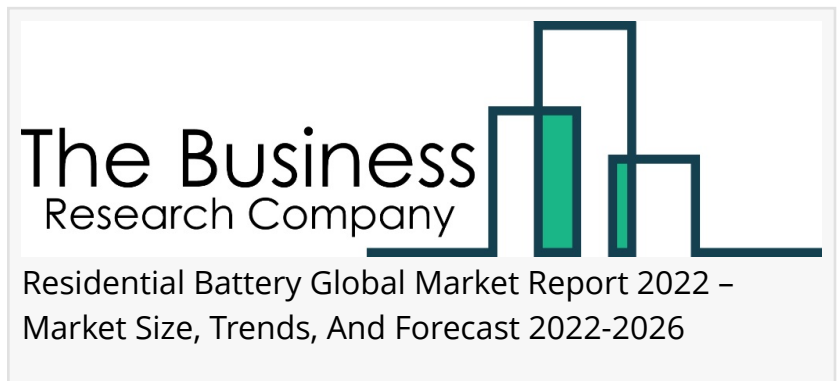 The Business
Research Company
Residential Battery Global Market Report 2022 –
Market Size, Trends, And Forecast 2022-2026